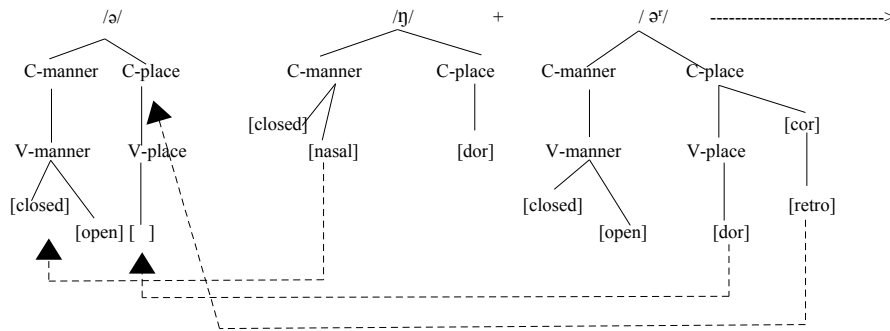 /ə/ /ŋ/ + / əʳ/
C-manner C-place C-manner C-place C-manner C-place
[closed] [cor]
V-manner V-place [nasal] [dor] V-manner V-place
[closed] [closed] [retro]
[open] [ ] [open] [dor]